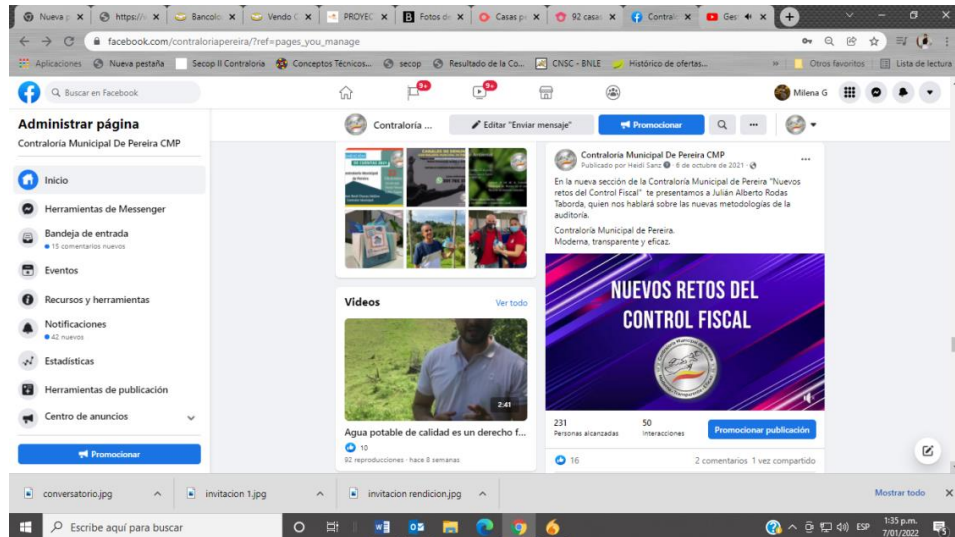 Nueva p
https://v
Bancolo
Vendo C
PROYEC
Fotos de
Casas p
92 casas
Contralo
Ges
facebook.com/contraloriapereira/?ref=pages_you_manage
Aplicaciones
Nueva pestaña
Secop II Contraloria
Conceptos Técnicos...
secop
Resultado de la Co...
CNSC - BNLE
Histórico de ofertas...
Otros favoritos
Lista de lectura
Buscar en Facebook
9+
9+
Milena G
Administrar página
Contraloría Municipal De Pereira CMP
Inicio
Herramientas de Messenger
Bandeja de entrada
15 comentarios nuevos
Eventos
Recursos y herramientas
Notificaciones
42 nuevos
Estadísticas
Herramientas de publicación
Centro de anuncios
Promocionar
Contraloría ...
Editar "Enviar mensaje"
Promocionar
Videos
Ver todo
2:41
Agua potable de calidad es un derecho f...
10
92 reproducciones · hace 8 semanas
Contraloría Municipal De Pereira CMP
Publicado por Heidi Sanz · 6 de octubre de 2021 ·
En la nueva sección de la Contraloría Municipal de Pereira "Nuevos
retos del Control Fiscal" te presentamos a Julián Alberto Rodas
Taborda, quien nos hablará sobre las nuevas metodologías de la
auditoría.
Contraloría Municipal de Pereira.
Moderna, transparente y eficaz.
NUEVOS RETOS DEL
CONTROL FISCAL
231
Personas alcanzadas
50
Interacciones
Promocionar publicación
16
2 comentarios 1 vez compartido
conversatorio.jpg
invitacion 1.jpg
invitacion rendicion.jpg
Mostrar todo
Escribe aquí para buscar
ESP
1:35 p.m.
7/01/2022